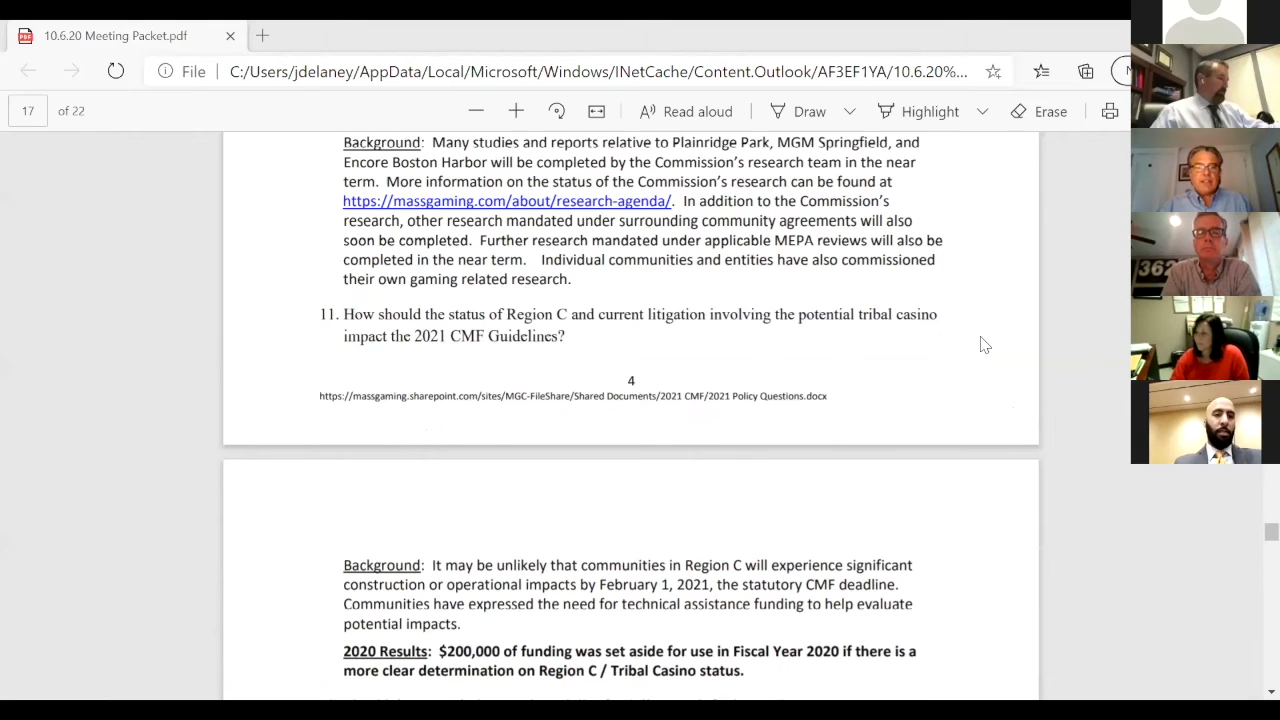 10.6.20 Meeting Packet.pdf
File C:/Users/jdelaney/AppData/Local/Microsoft/Windows/INetCache/Content.Outlook/AF3EF1YA/10.6.20%...
17 of 22 Read aloud Draw Highlight Erase
Background: Many studies and reports relative to Plainridge Park, MGM Springfield, and
Encore Boston Harbor will be completed by the Commission's research team in the near
term. More information on the status of the Commission's research can be found at
https://massgaming.com/about/research-agenda/. In addition to the Commission's
research, other research mandated under surrounding community agreements will also
soon be completed. Further research mandated under applicable MEPA reviews will also be
completed in the near term. Individual communities and entities have also commissioned
their own gaming related research.
11. How should the status of Region C and current litigation involving the potential tribal casino
impact the 2021 CMF Guidelines?
4
https://massgaming.sharepoint.com/sites/MGC-FileShare/Shared Documents/2021 CMF/2021 Policy Questions.docx
Background: It may be unlikely that communities in Region C will experience significant
construction or operational impacts by February 1, 2021, the statutory CMF deadline.
Communities have expressed the need for technical assistance funding to help evaluate
potential impacts.
2020 Results: $200,000 of funding was set aside for use in Fiscal Year 2020 if there is a
more clear determination on Region C / Tribal Casino status.
362